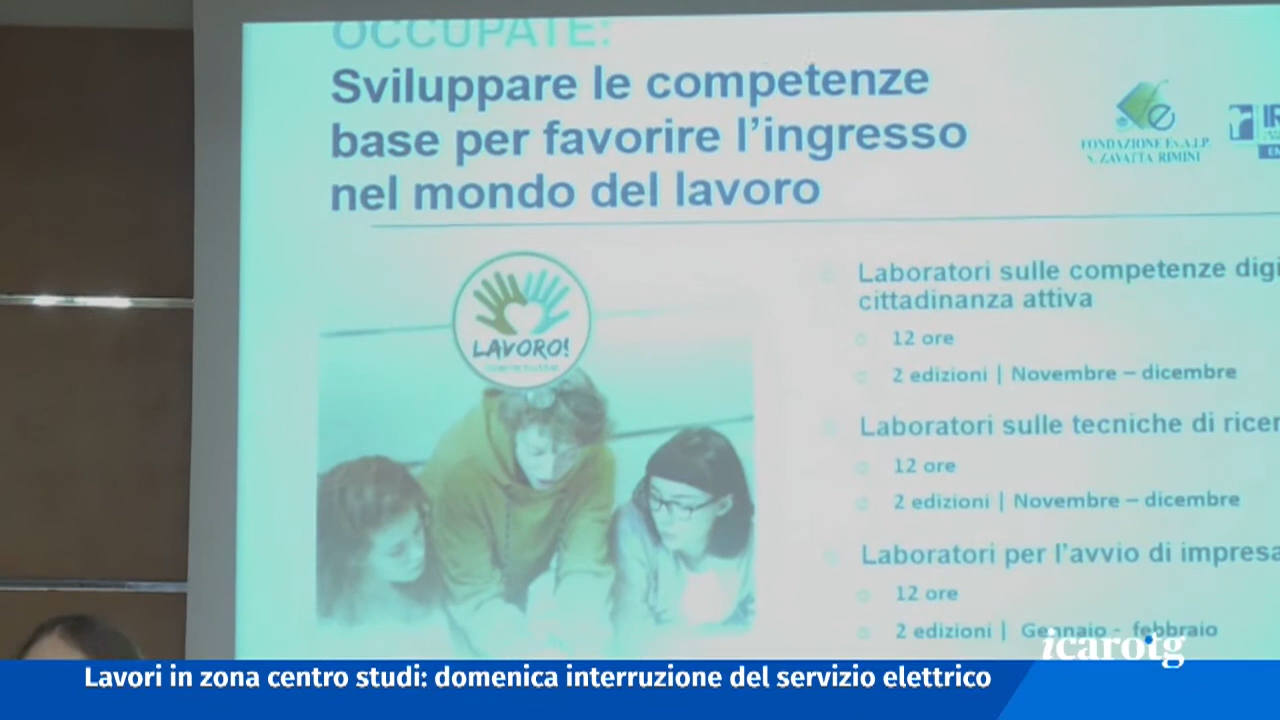 OCCUPATE:
Sviluppare le competenze
base per favorire l'ingresso
nel mondo del lavoro
FONDAZIONE En.A.I.P.
S. ZAVATTA RIMINI
LAVORO!
Laboratori sulle competenze
cittadinanza attiva
12 ore
2 edizioni | Novembre – dicembre
Laboratori sulle tecniche di
12 ore
2 edizioni | Novembre – dicembre
Laboratori per l'avvio di impresa
12 ore
2 edizioni | Gennaio - febbraio
icarotg
Lavori in zona centro studi: domenica interruzione del servizio elettrico